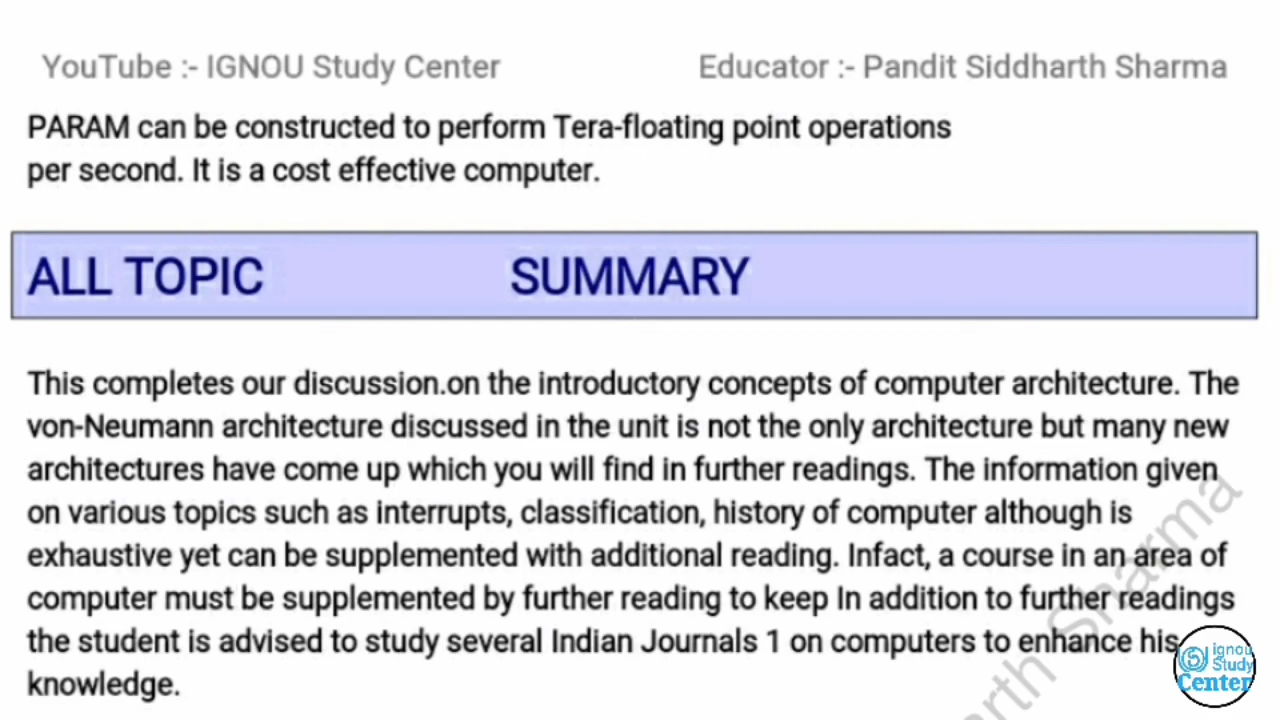 YouTube :- IGNOU Study Center Educator :- Pandit Siddharth Sharma
PARAM can be constructed to perform Tera-floating point operations
per second. It is a cost effective computer.
ALL TOPIC SUMMARY
This completes our discussion.on the introductory concepts of computer architecture. The
von-Neumann architecture discussed in the unit is not the only architecture but many new
architectures have come up which you will find in further readings. The information given
on various topics such as interrupts, classification, history of computer although is
exhaustive yet can be supplemented with additional reading. Infact, a course in an area of
computer must be supplemented by further reading to keep In addition to further readings
the student is advised to study several Indian Journals 1 on computers to enhance his
knowledge.
arth Sharma
ignou
Study
Center